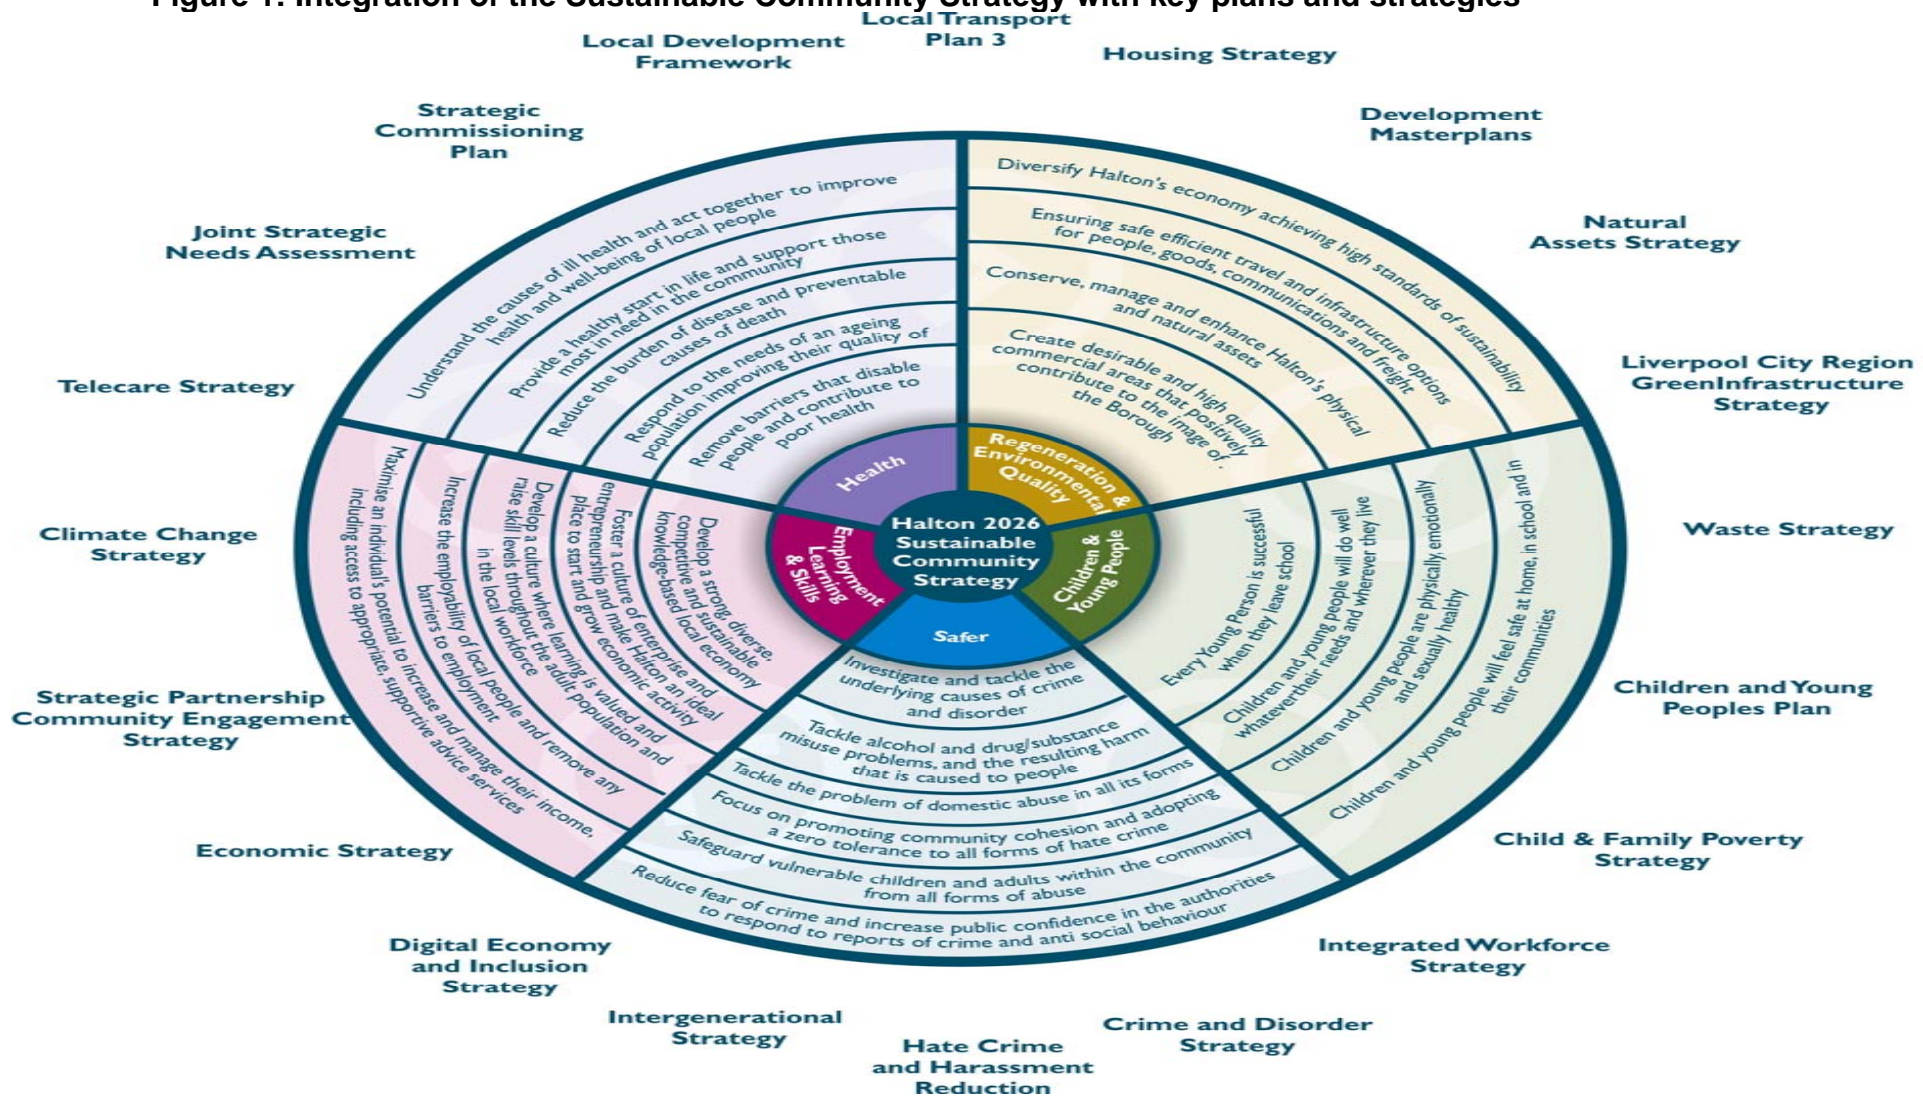 Figure 1: Integration of the Sustainable Community Strategy with key plans and strategies
Local Transport
Plan 3
Housing Strategy
Development
Masterplans
Natural
Assets Strategy
Liverpool City Region
GreenInfrastructure
Strategy
Waste Strategy
Children and Young
Peoples Plan
Child & Family Poverty
Strategy
Integrated Workforce
Strategy
Crime and Disorder
Strategy
Hate Crime
and Harassment
Reduction
Intergenerational
Strategy
Digital Economy
and Inclusion
Strategy
Economic Strategy
Strategic Partnership
Community Engagement
Strategy
Climate Change
Strategy
Telecare Strategy
Joint Strategic
Needs Assessment
Strategic
Commissioning
Plan
Local Development
Framework
Halton 2026
Sustainable
Community
Strategy
Health
Understand the causes of ill health and act together to improve
health and well-being of local people
Provide a healthy start in life and support those
most in need in the community
Reduce the burden of disease and preventable
causes of death
Respond to the needs of an ageing
population improving their quality of
Remove barriers that disable
people and contribute to
poor health
Regeneration &
Environmental
Quality
Diversify Halton's economy achieving high standards of sustainability
Ensuring safe efficient travel and infrastructure options
for people, goods, communications and freight
Conserve, manage and enhance Halton's physical
and natural assets
Create desirable and high quality
commercial areas that positively
contribute to the image of .
the Borough
Children &
Young People
Every Young Person is successful
when they leave school
Children and young people will do well
whatevertheir needs and wherever they live
Children and young people are physically, emotionally
and sexually healthy
Children and young people will feel safe at home, in school and in
their communities
Safer
Investigate and tackle the
underlying causes of crime
and disorder
Tackle alcohol and drug/substance
misuse problems, and the resulting harm
that is caused to people
Tackle the problem of domestic abuse in all its forms
Focus on promoting community cohesion and adopting
a zero tolerance to all forms of hate crime
Safeguard vulnerable children and adults within the community
from all forms of abuse
Reduce fear of crime and increase public confidence in the authorities
to respond to reports of crime and anti social behaviour
Employment
Learning
& Skills
Develop a strong, diverse,
competitive and sustainable
knowledge-based local economy
Foster a culture of enterprise and
entrepreneurship and make Halton an ideal
place to start and grow economic activity
Develop a culture where learning is valued and
raise skill levels throughout the adult population and
in the local workforce
Increase the employability of local people and remove any
barriers to employment
Maximise an individual's potential to increase and manage their income,
including access to appropriate, supportive advice services